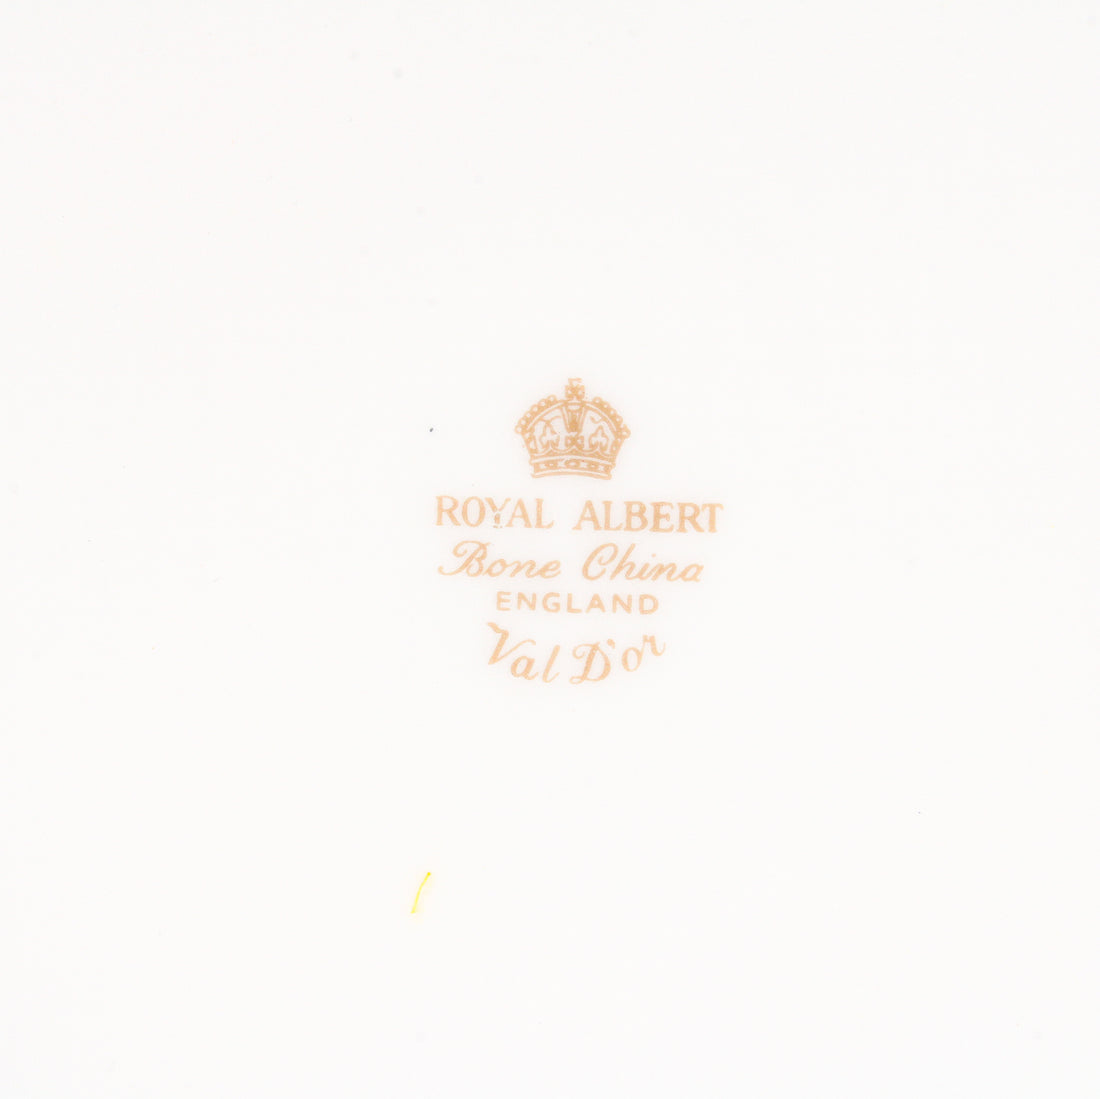 ROYAL ALBERT
Bone China
ENGLAND
Val D'or